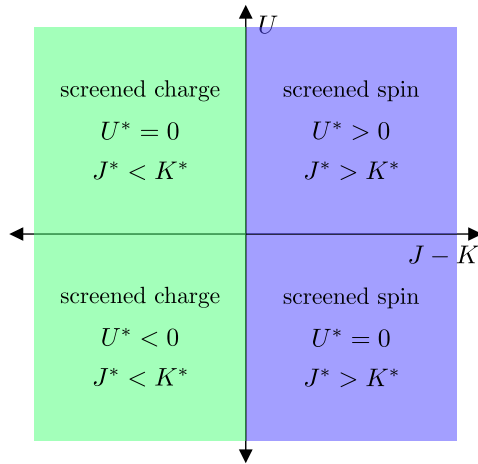 U
screened charge
U* = 0
J* < K*
screened spin
U* > 0
J* > K*
J − K
screened charge
U* < 0
J* < K*
screened spin
U* = 0
J* > K*